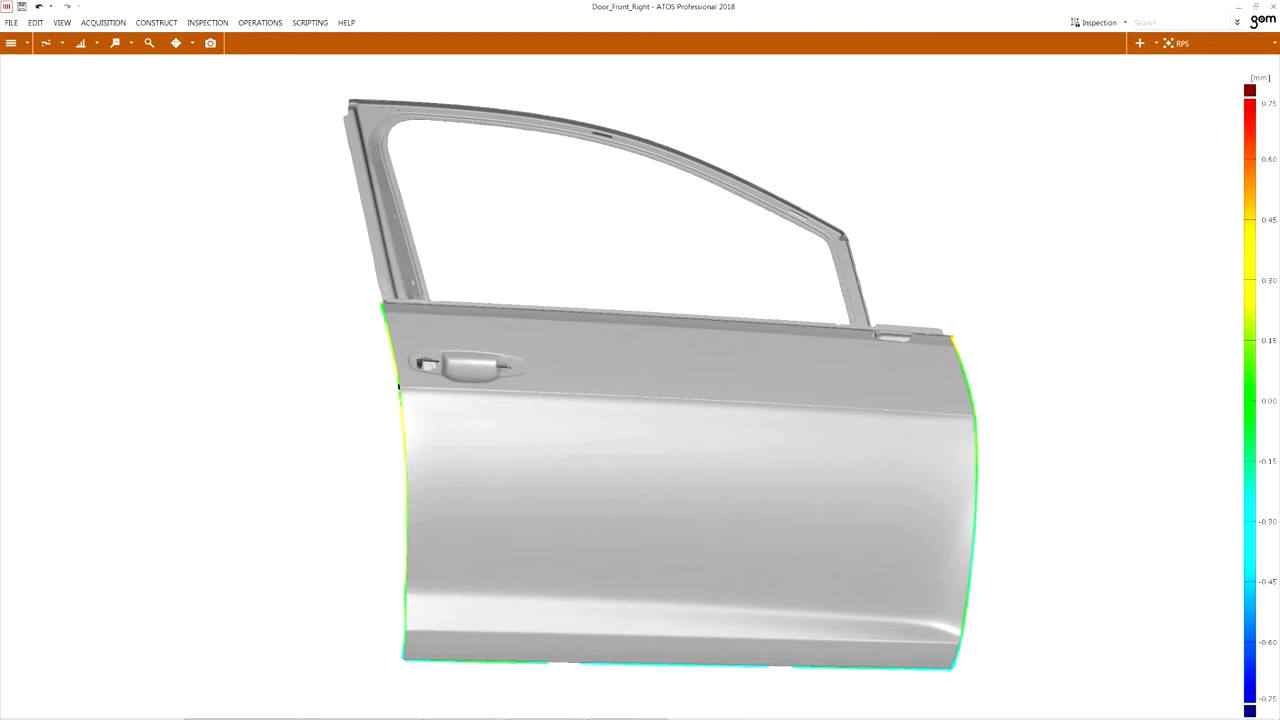 Door_Front_Right - ATOS Professional 2018
FILE EDIT VIEW ACQUISITION CONSTRUCT INSPECTION OPERATIONS SCRIPTING HELP
Inspection Search gom
RPS
[mm]
0.75
0.60
0.45
0.30
0.15
0.00
-0.15
-0.30
-0.45
-0.60
-0.75